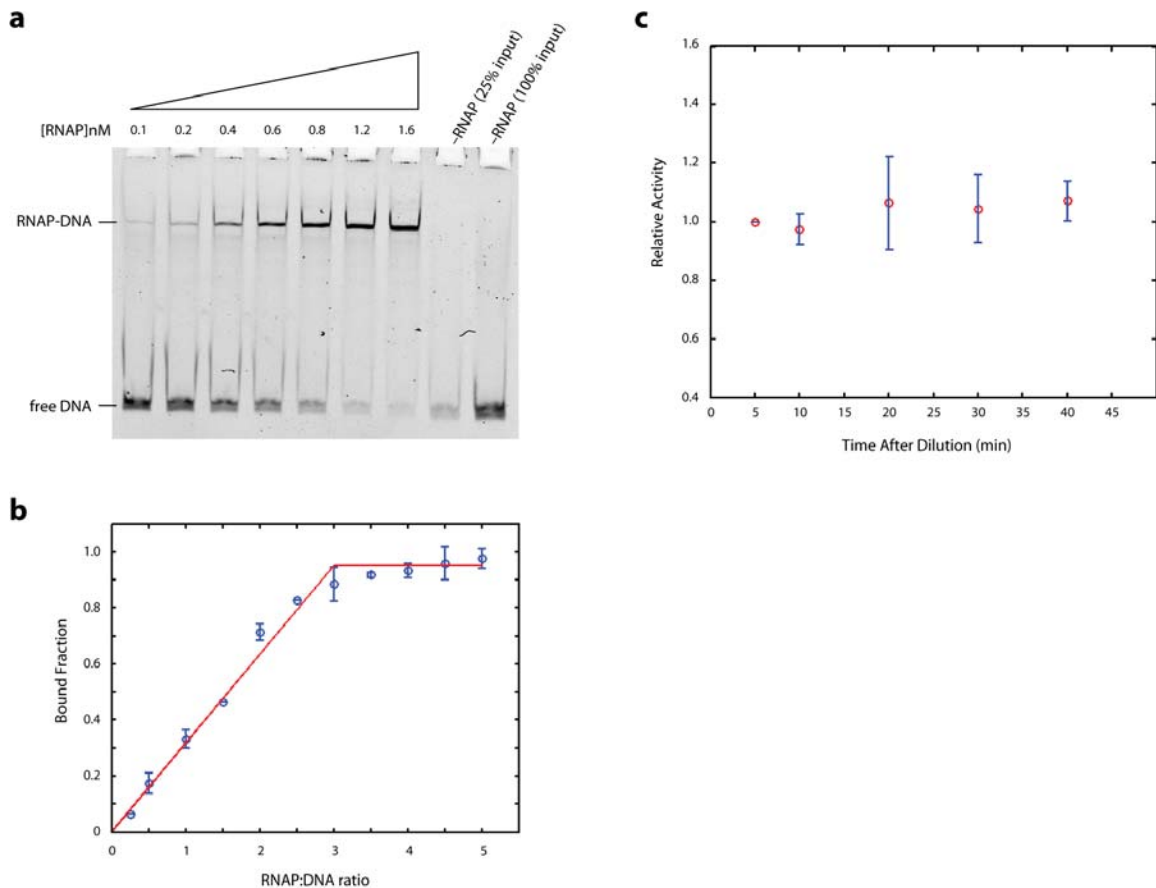 a
–RNAP (25% input)
–RNAP (100% input)
[RNAP]nM 0.1 0.2 0.4 0.6 0.8 1.2 1.6
RNAP-DNA
free DNA
b
1.0
0.8
0.6
0.4
0.2
0
Bound Fraction
0 1 2 3 4 5
RNAP:DNA ratio
c
1.6
1.4
1.2
1.0
0.8
0.6
0.4
Relative Activity
0 5 10 15 20 25 30 35 40 45
Time After Dilution (min)